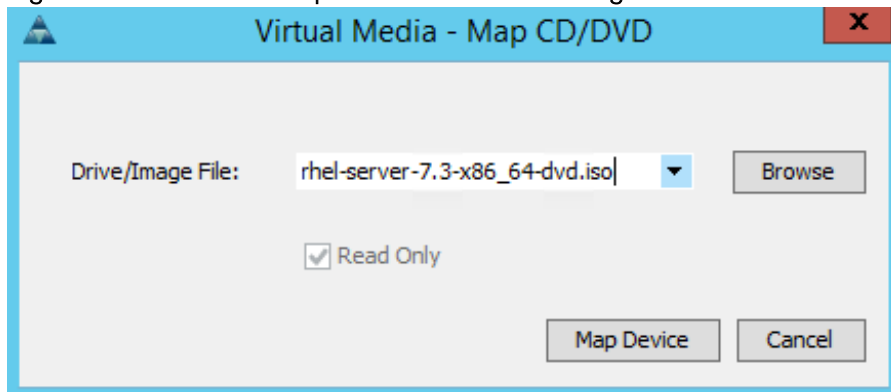 Virtual Media - Map CD/DVD
x
Drive/Image File: rhel-server-7.3-x86_64-dvd.iso Browse
Read Only
Map Device Cancel